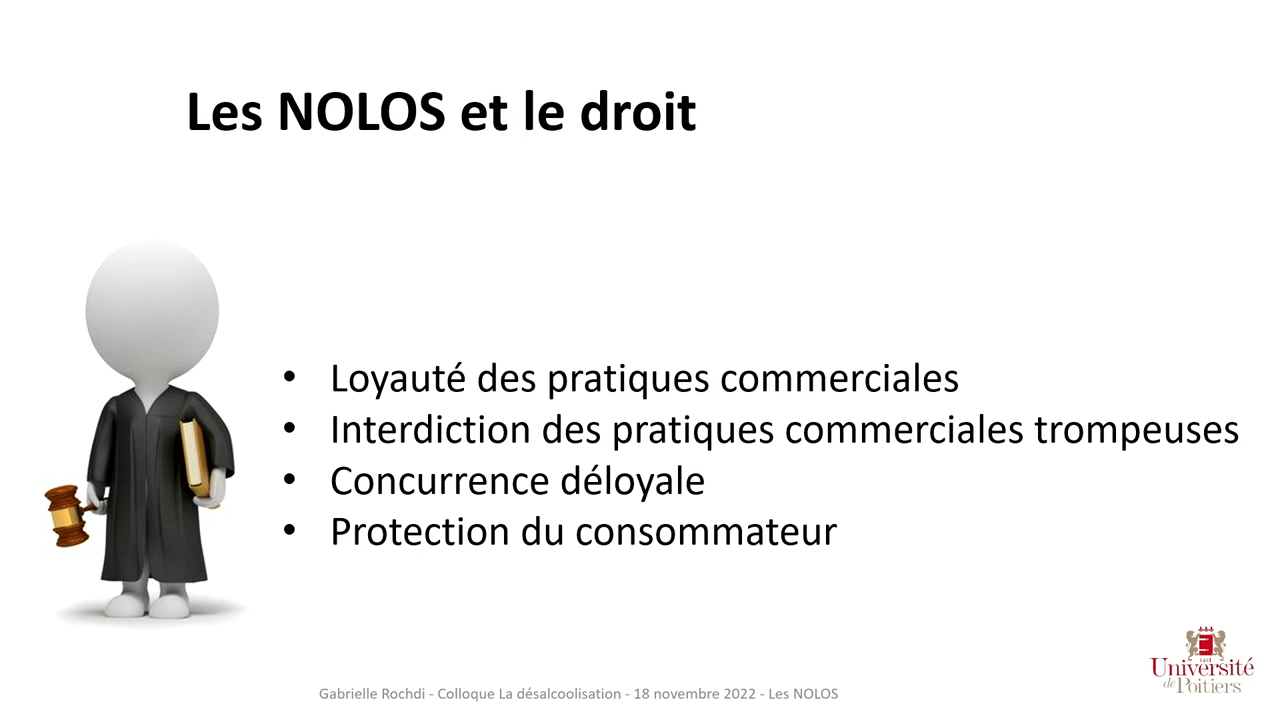 Les NOLOS et le droit
• Loyauté des pratiques commerciales
• Interdiction des pratiques commerciales trompeuses
• Concurrence déloyale
• Protection du consommateur
Gabrielle Rochdi - Colloque La désalcoolisation - 18 novembre 2022 - Les NOLOS
Université
de Poitiers